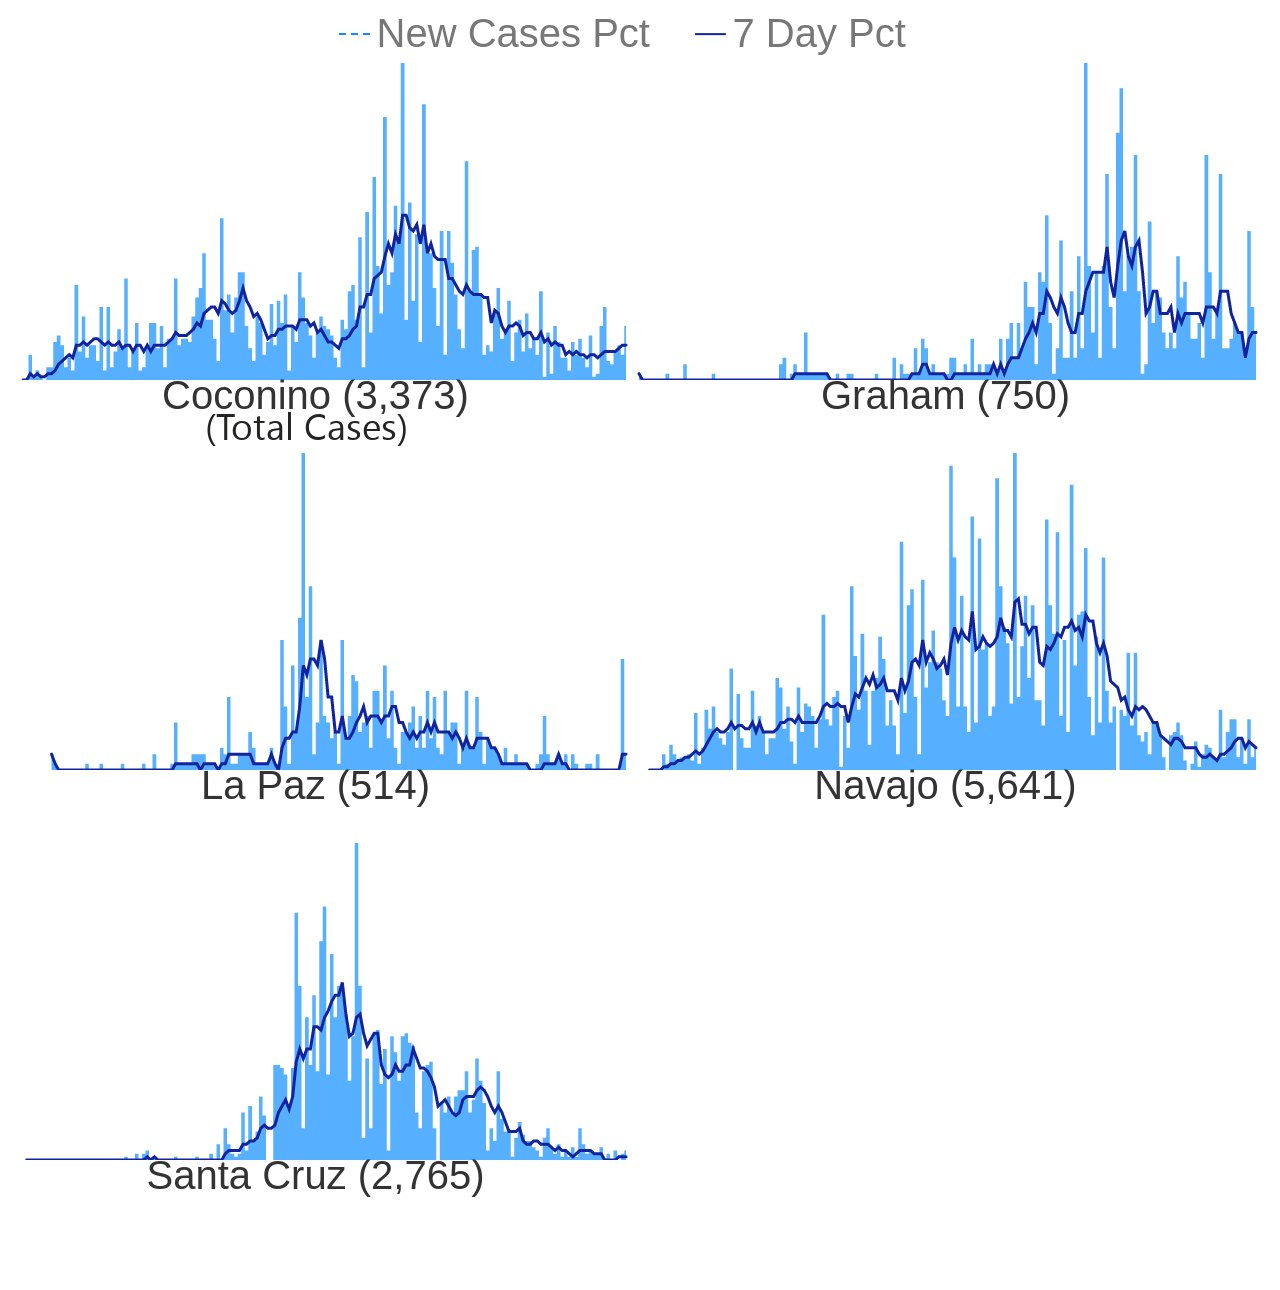 New Cases Pct 7 Day Pct
Coconino (3,373) Graham (750)
(Total Cases)
La Paz (514) Navajo (5,641)
Santa Cruz (2,765)